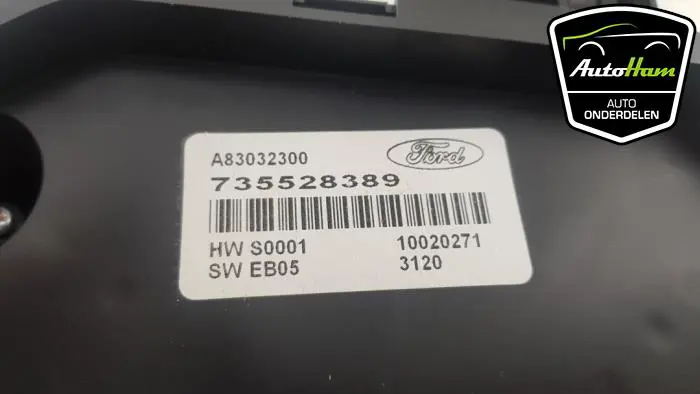 AutoHam
AUTO
ONDERDELEN
A83032300
Ford
735528389
HW S0001 10020271
SW EB05 3120